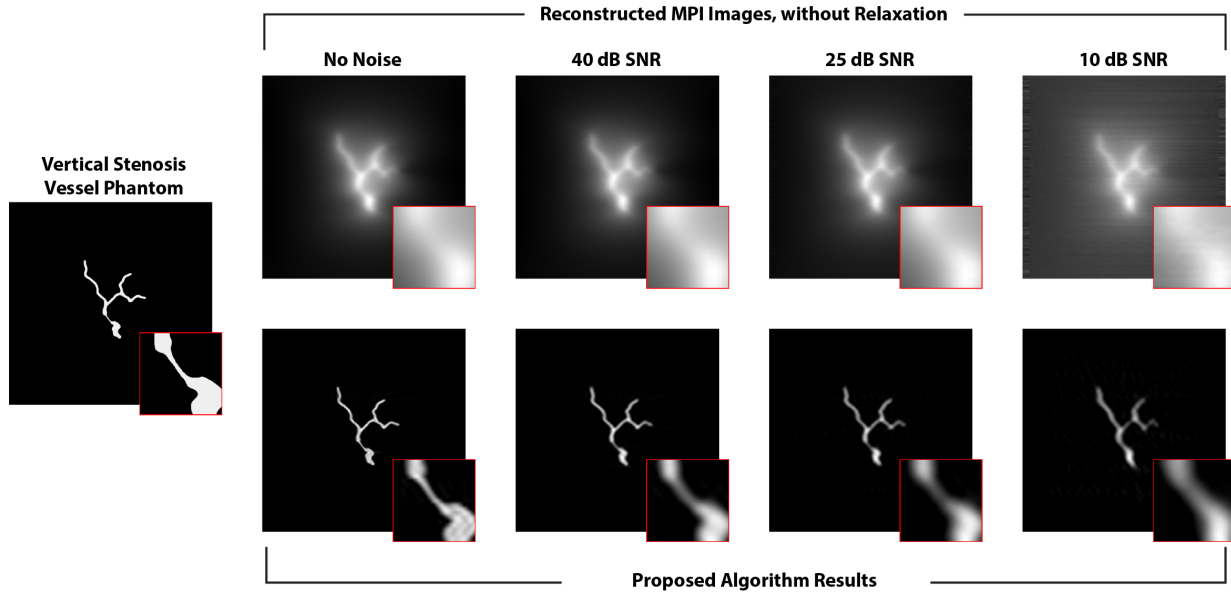 Reconstructed MPI Images, without Relaxation
No Noise
40 dB SNR
25 dB SNR
10 dB SNR
Vertical Stenosis
Vessel Phantom
Proposed Algorithm Results